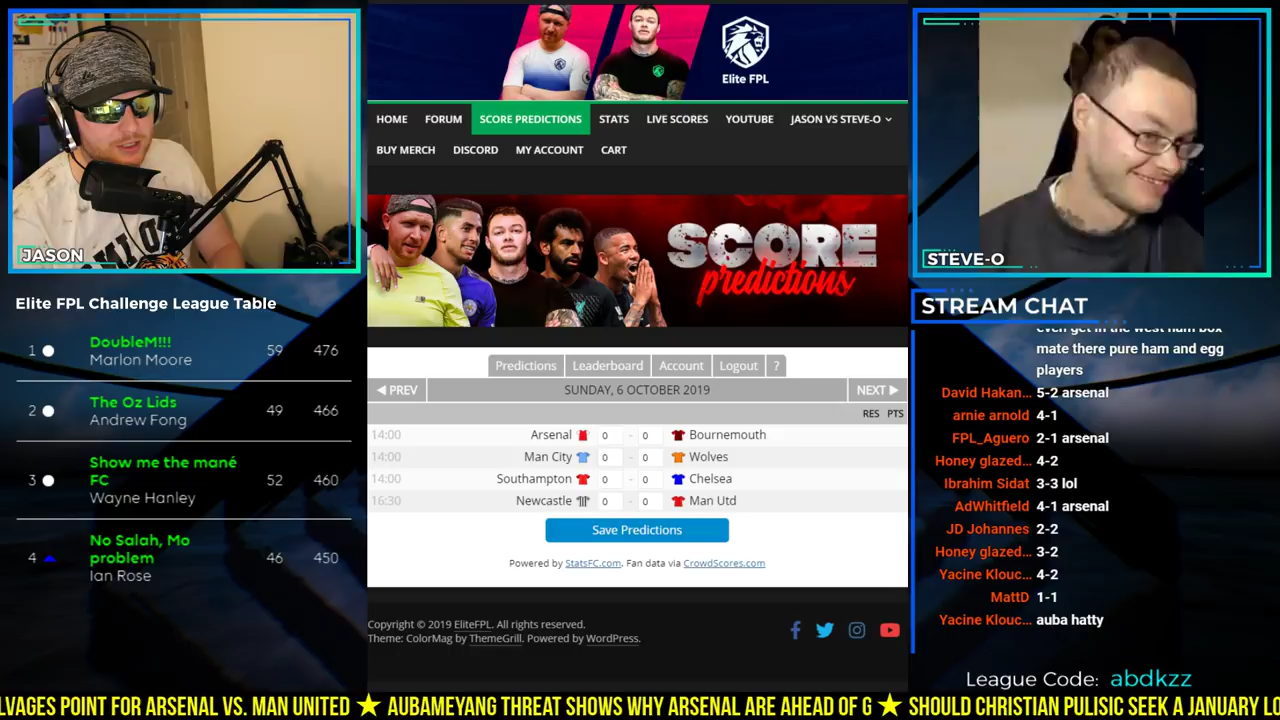 JASON
Elite FPL Challenge League Table
1 DoubleM!!! 59 476
Marlon Moore
2 The Oz Lids 49 466
Andrew Fong
3 Show me the mané FC 52 460
Wayne Hanley
4 No Salah, Mo problem 46 450
Ian Rose
Elite FPL
HOME FORUM SCORE PREDICTIONS STATS LIVE SCORES YOUTUBE JASON VS STEVE-O
BUY MERCH DISCORD MY ACCOUNT CART
SCORE
predictions
Predictions Leaderboard Account Logout ?
PREV SUNDAY, 6 OCTOBER 2019 NEXT
RES PTS
14:00 Arsenal 0 - 0 Bournemouth
14:00 Man City 0 - 0 Wolves
14:00 Southampton 0 - 0 Chelsea
16:30 Newcastle 0 - 0 Man Utd
Save Predictions
Powered by StatsFC.com. Fan data via CrowdScores.com
Copyright © 2019 EliteFPL. All rights reserved.
Theme: ColorMag by ThemeGrill. Powered by WordPress.
STEVE-O
STREAM CHAT
even get in the west ham box
mate there pure ham and egg
players
David Hakan... 5-2 arsenal
arnie arnold 4-1
FPL_Aguero 2-1 arsenal
Honey glazed... 4-2
Ibrahim Sidat 3-3 lol
AdWhitfield 4-1 arsenal
JD Johannes 2-2
Honey glazed... 3-2
Yacine Klouc... 4-2
MattD 1-1
Yacine Klouc... auba hatty
League Code: abdkzz
LVAGES POINT FOR ARSENAL VS. MAN UNITED ★ AUBAMEYANG THREAT SHOWS WHY ARSENAL ARE AHEAD OF G ★ SHOULD CHRISTIAN PULISIC SEEK A JANUARY LO